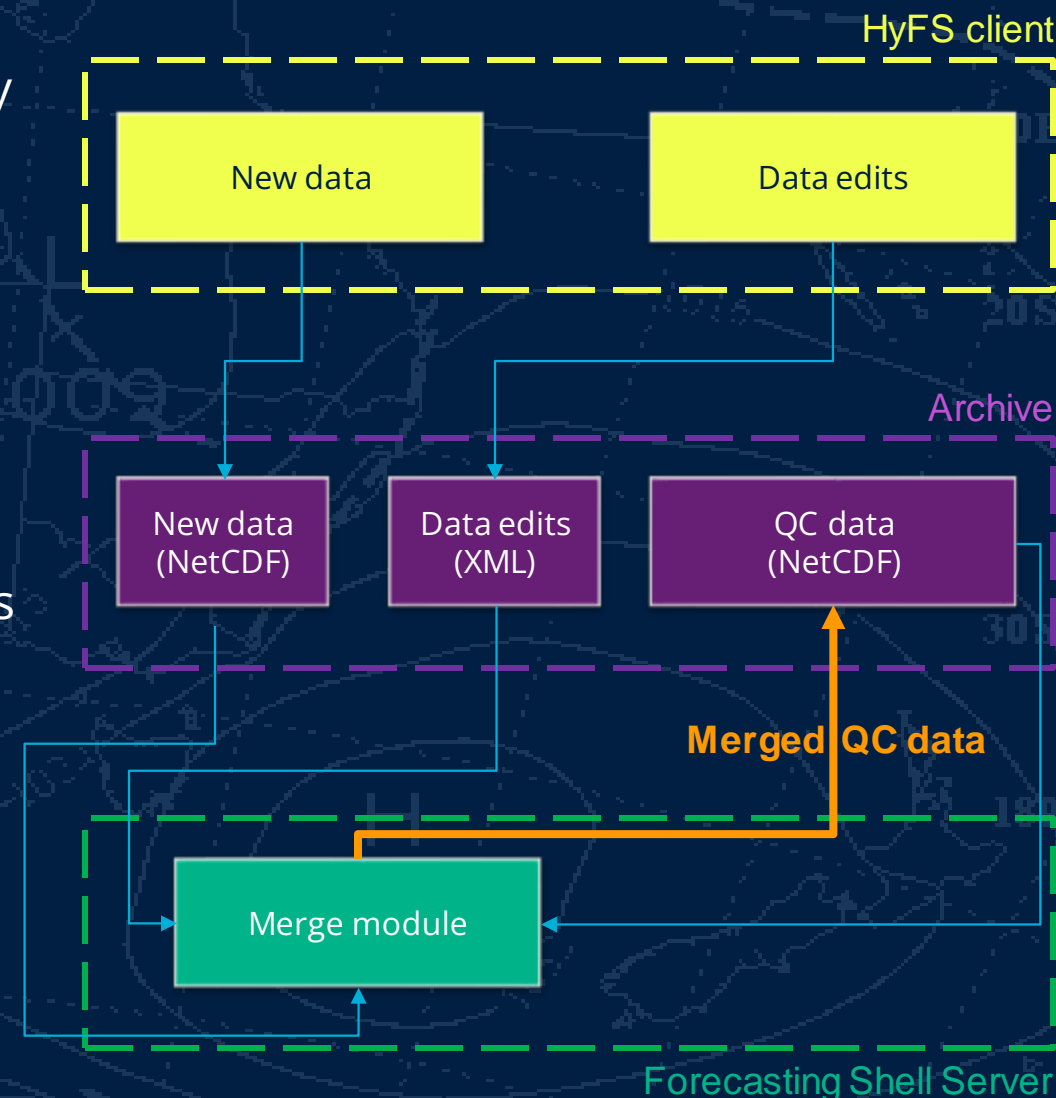 HyFS client
New data
Data edits
Archive
New data
(NetCDF)
Data edits
(XML)
QC data
(NetCDF)
Merged QC data
Merge module
Forecasting Shell Server